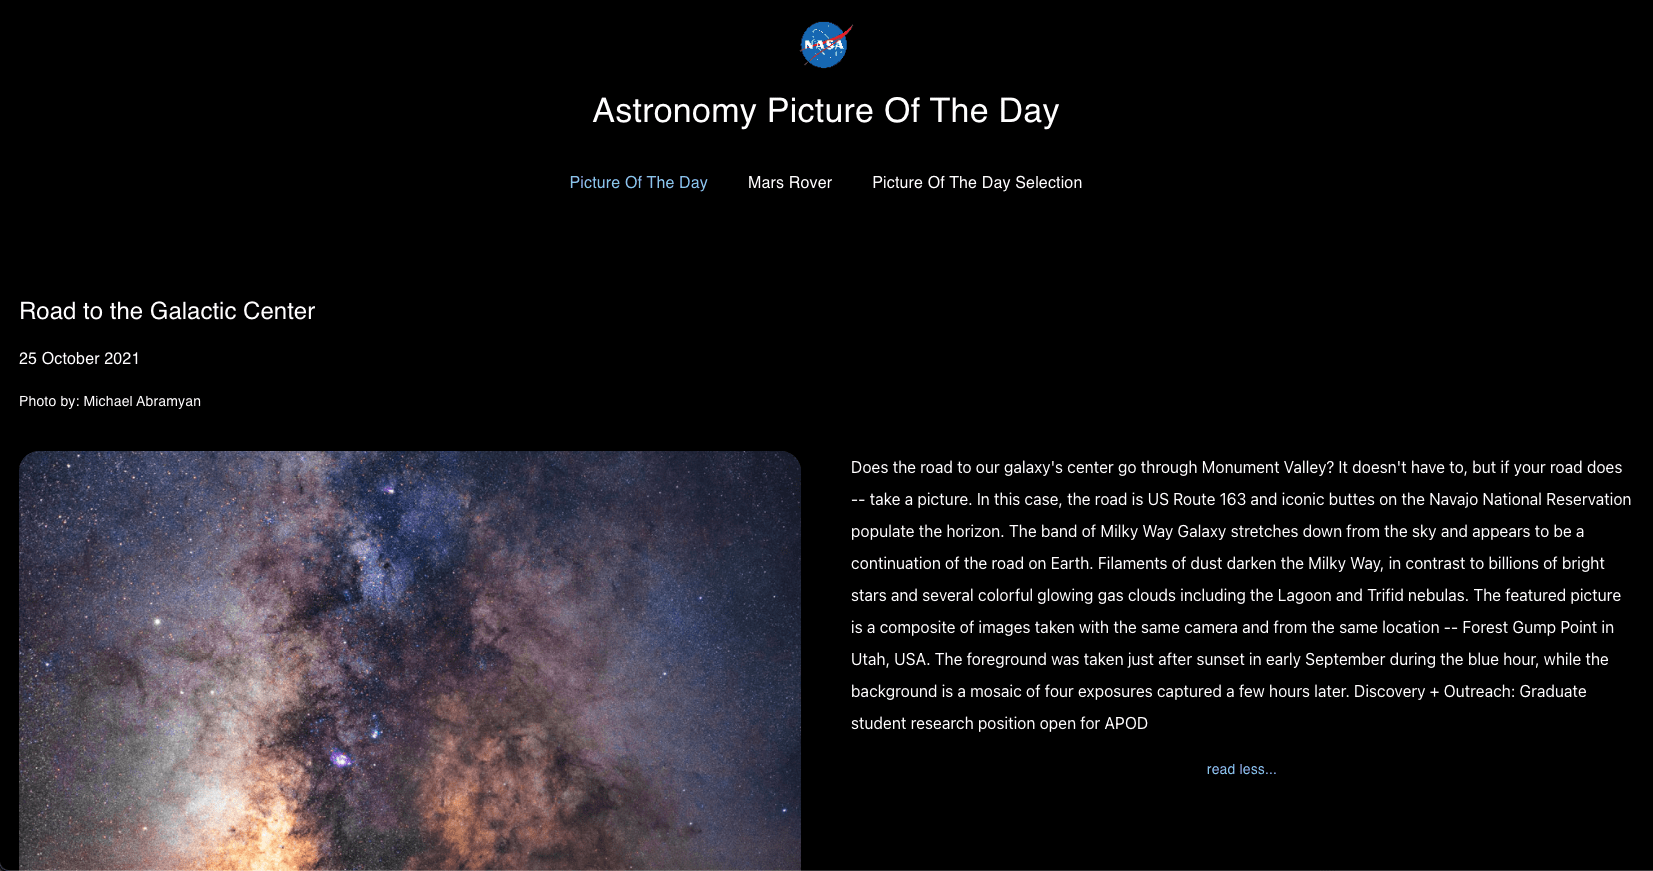 NASA
Astronomy Picture Of The Day
Picture Of The Day
Mars Rover
Picture Of The Day Selection
Road to the Galactic Center
25 October 2021
Photo by: Michael Abramyan
Does the road to our galaxy's center go through Monument Valley? It doesn't have to, but if your road does
-- take a picture. In this case, the road is US Route 163 and iconic buttes on the Navajo National Reservation
populate the horizon. The band of Milky Way Galaxy stretches down from the sky and appears to be a
continuation of the road on Earth. Filaments of dust darken the Milky Way, in contrast to billions of bright
stars and several colorful glowing gas clouds including the Lagoon and Trifid nebulas. The featured picture
is a composite of images taken with the same camera and from the same location -- Forest Gump Point in
Utah, USA. The foreground was taken just after sunset in early September during the blue hour, while the
background is a mosaic of four exposures captured a few hours later. Discovery + Outreach: Graduate
student research position open for APOD
read less...